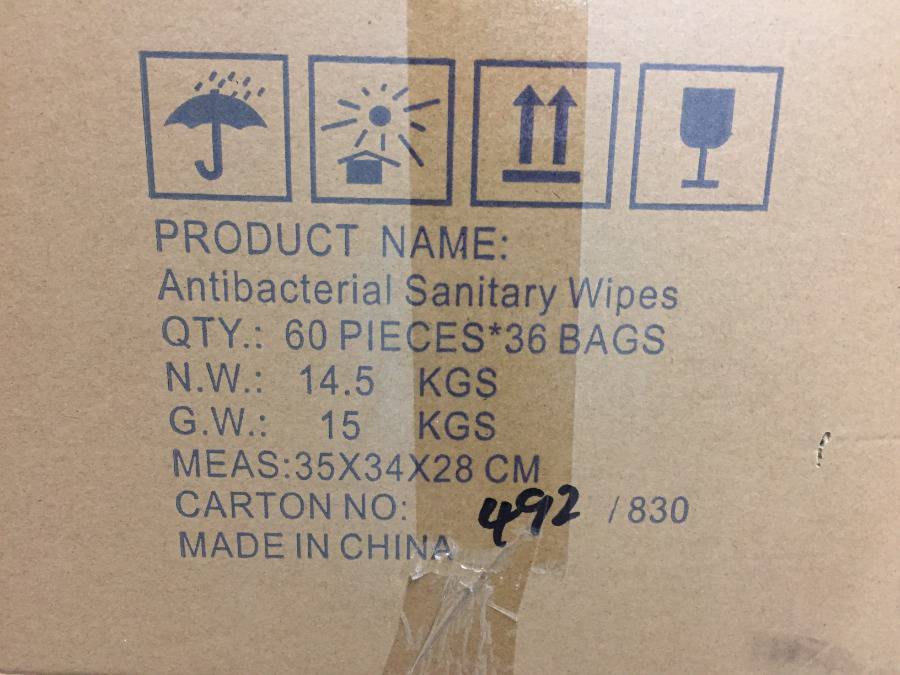 PRODUCT NAME:
Antibacterial Sanitary Wipes
QTY.: 60 PIECES*36 BAGS
N.W.: 14.5 KGS
G.W.: 15 KGS
MEAS:35X34X28 CM
CARTON NO: 492 / 830
MADE IN CHINA